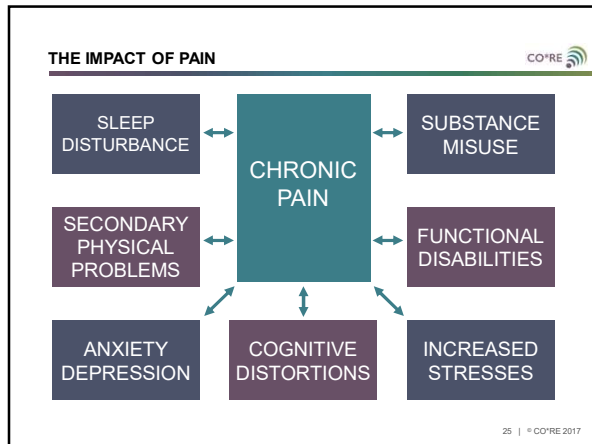 THE IMPACT OF PAIN
CO*RE
SLEEP
DISTURBANCE
CHRONIC
PAIN
SUBSTANCE
MISUSE
SECONDARY
PHYSICAL
PROBLEMS
FUNCTIONAL
DISABILITIES
ANXIETY
DEPRESSION
COGNITIVE
DISTORTIONS
INCREASED
STRESSES
25 | © CO*RE 2017